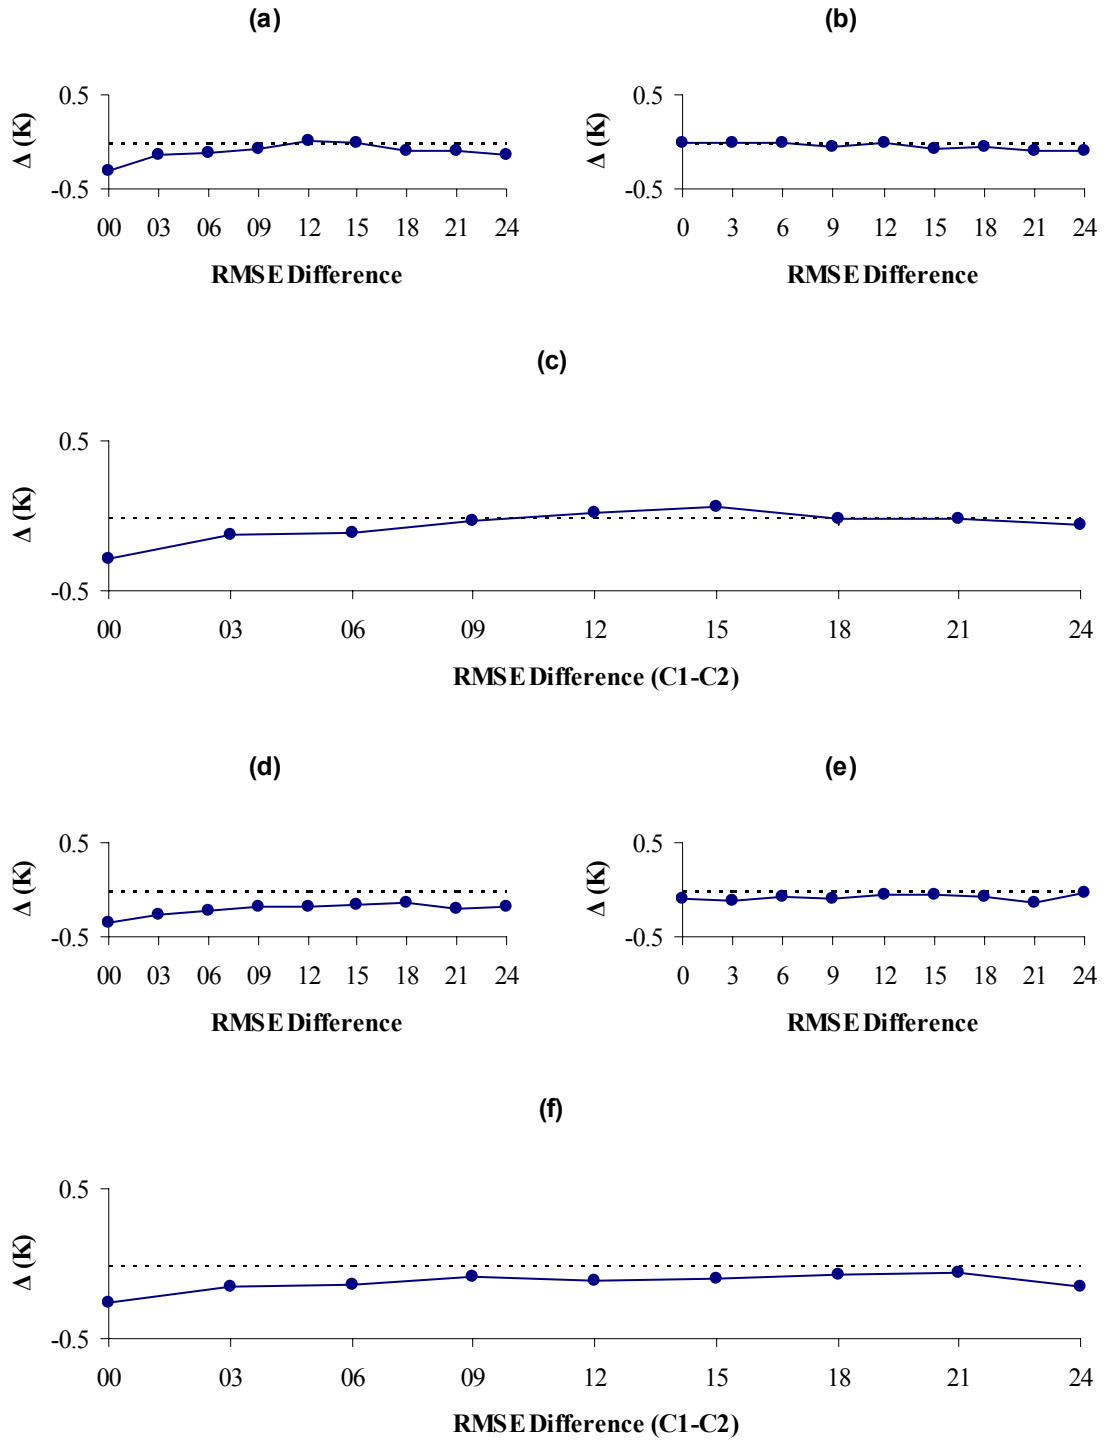 (a)
0.5
Δ (K)
-0.5
00 03 06 09 12 15 18 21 24
RMSE Difference
(b)
0.5
Δ (K)
-0.5
0 3 6 9 12 15 18 21 24
RMSE Difference
(c)
0.5
Δ (K)
-0.5
00 03 06 09 12 15 18 21 24
RMSE Difference (C1-C2)
(d)
0.5
Δ (K)
-0.5
00 03 06 09 12 15 18 21 24
RMSE Difference
(e)
0.5
Δ (K)
-0.5
0 3 6 9 12 15 18 21 24
RMSE Difference
(f)
0.5
Δ (K)
-0.5
00 03 06 09 12 15 18 21 24
RMSE Difference (C1-C2)